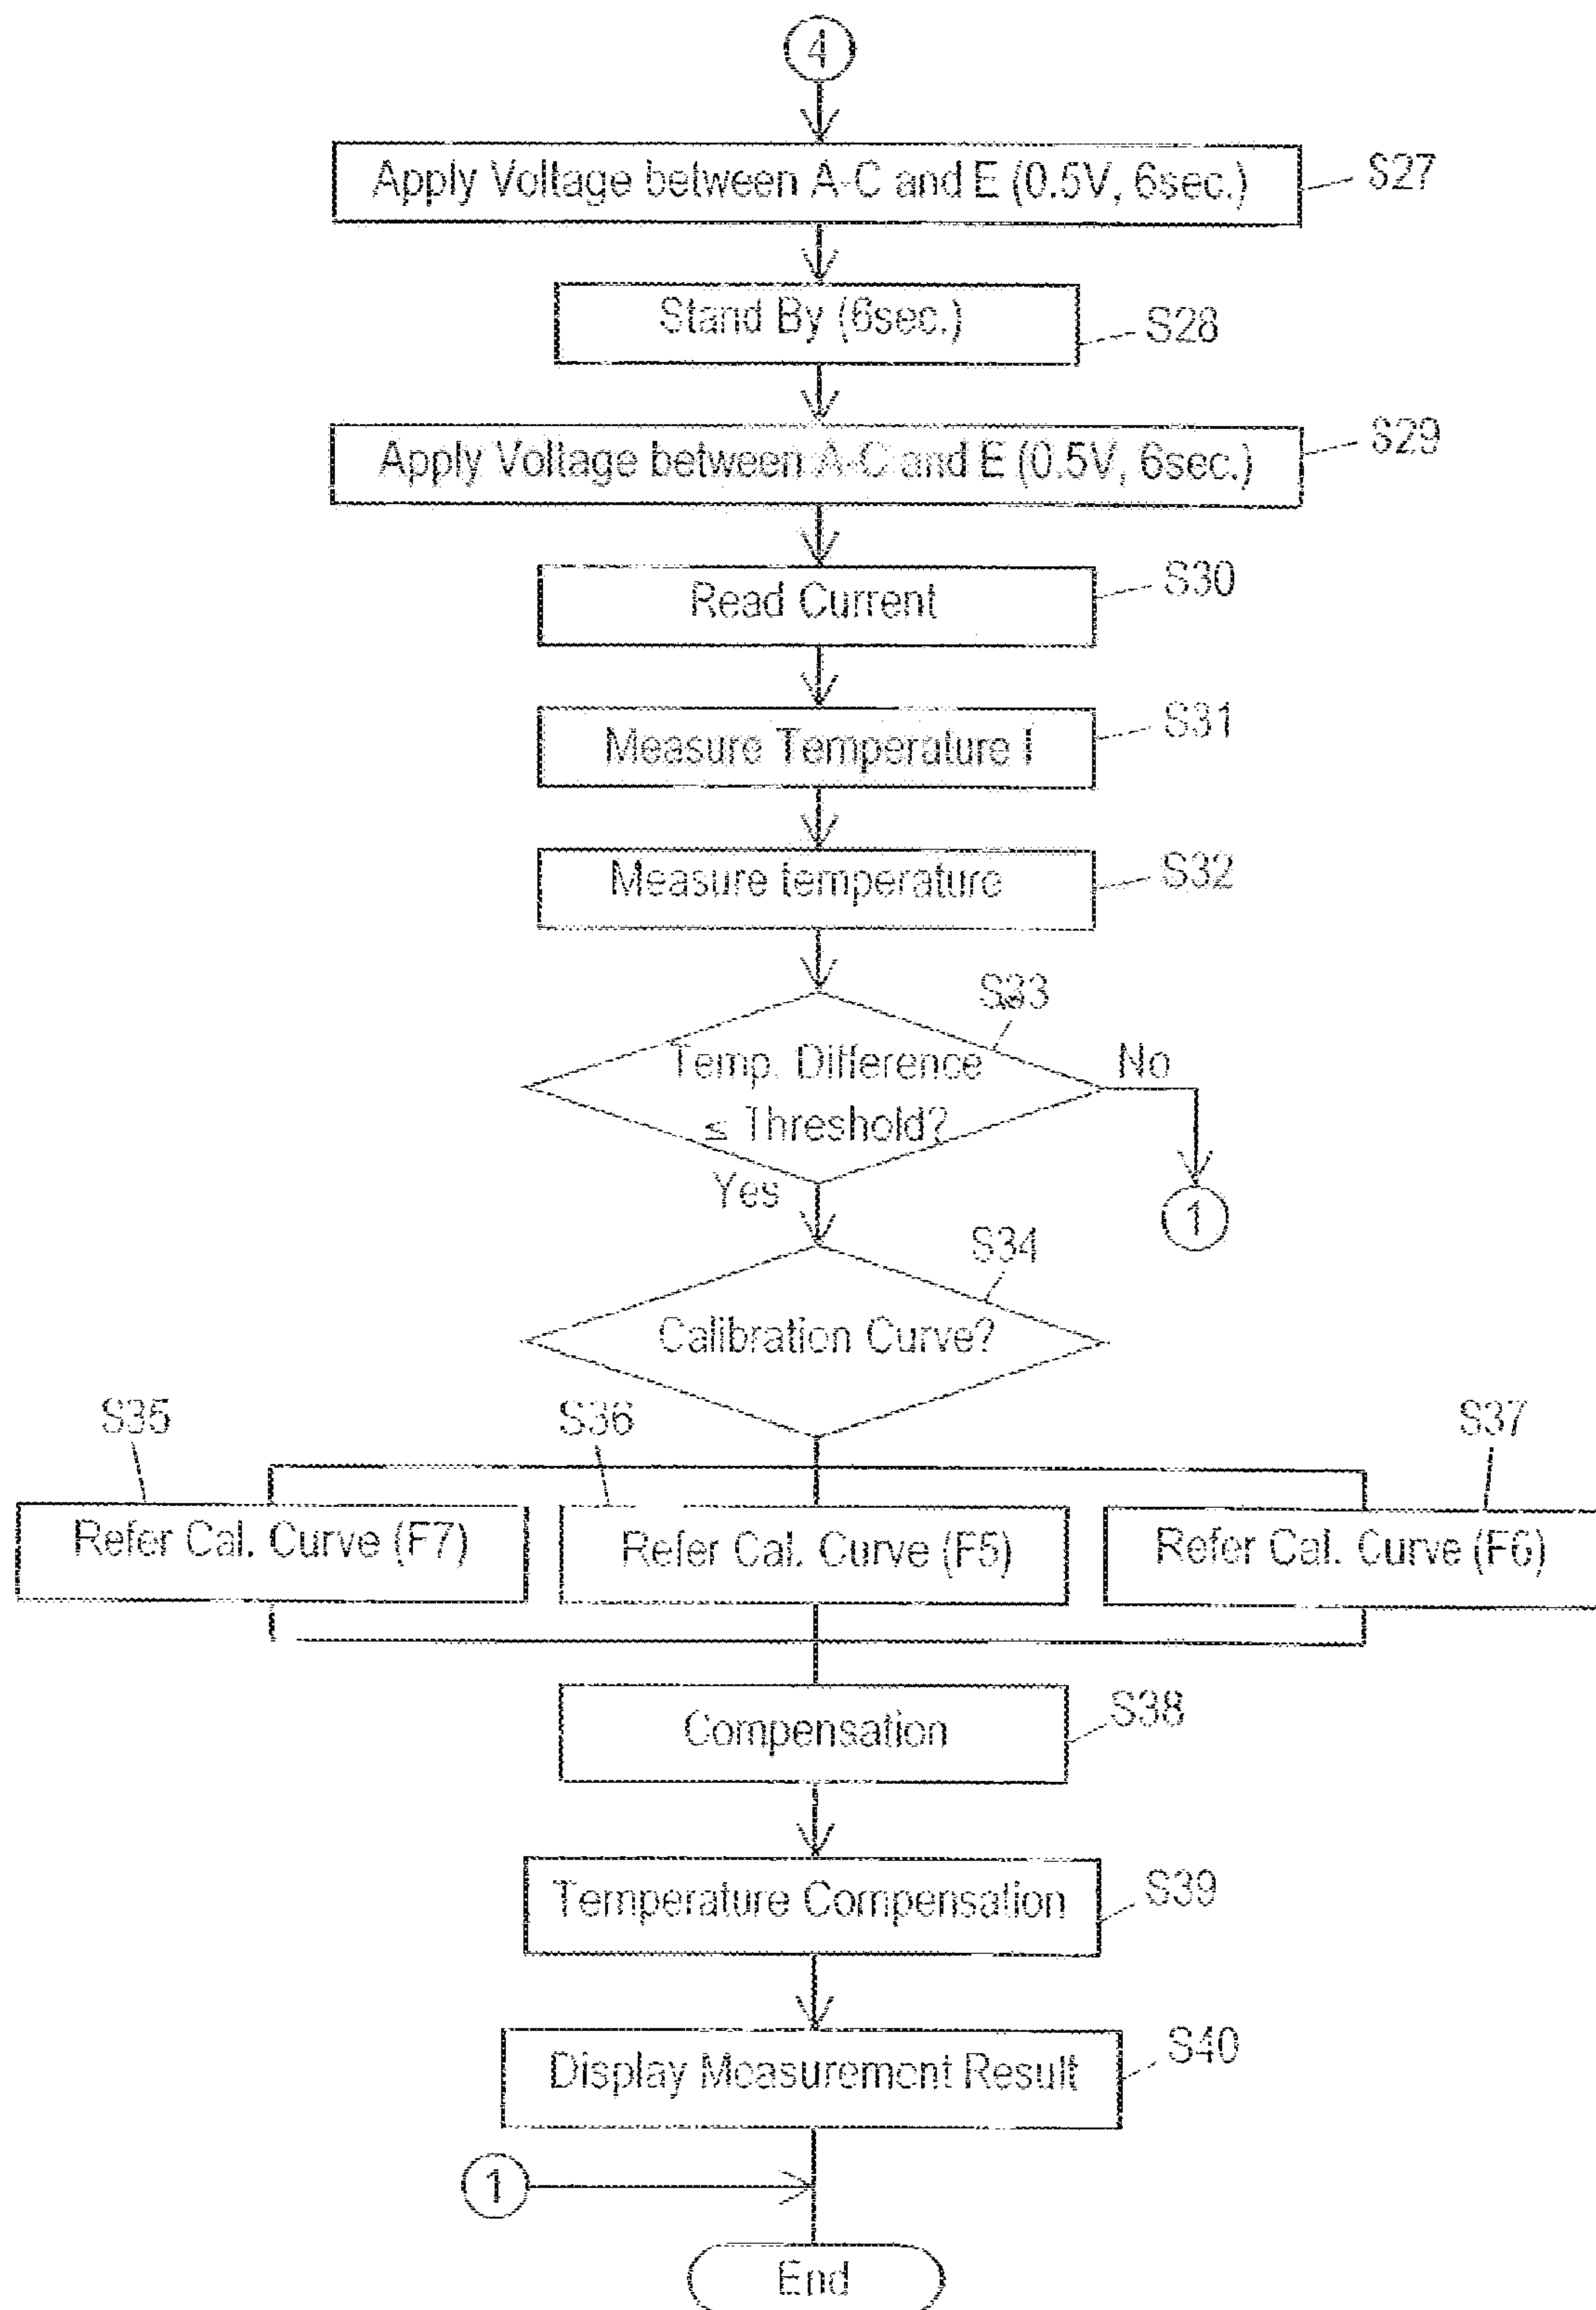 4
Apply Voltage between A-C and E (0.5V, 6sec.)
S27
Stand By (6sec.)
S28
Apply Voltage between A-C and E (0.5V, 6sec.)
S29
Read Current
S30
Measure Temperature I
S31
Measure temperature
S32
S33
Temp. Difference
≤ Threshold?
No
Yes
1
S34
Calibration Curve?
S35
S36
S37
Refer Cal. Curve (F7)
Refer Cal. Curve (F5)
Refer Cal. Curve (F6)
Compensation
S38
Temperature Compensation
S39
Display Measurement Result
S40
1
End